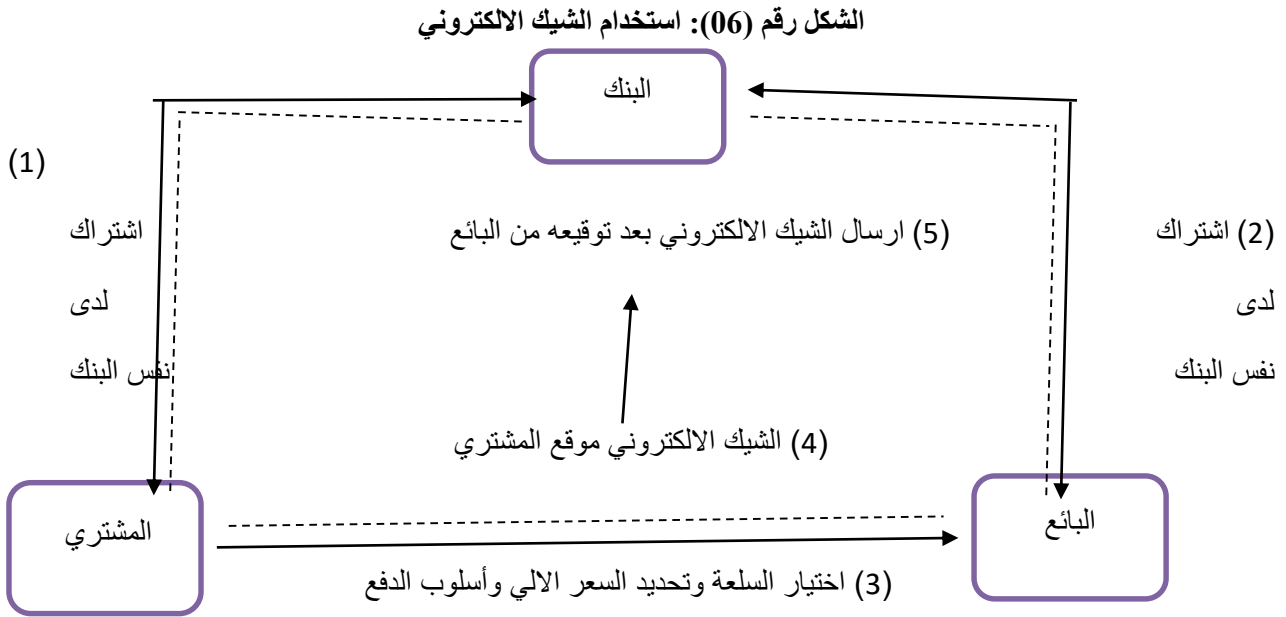 الشكل رقم (06): استخدام الشيك الالكتروني
البنك
(1)
اشتراك
لدى
نفس البنك
(2) اشتراك
لدى
نفس البنك
(5) ارسال الشيك الالكتروني بعد توقيعه من البائع
(4) الشيك الالكتروني موقع المشتري
البائع
المشتري
(3) اختيار السلعة وتحديد السعر الالي وأسلوب الدفع